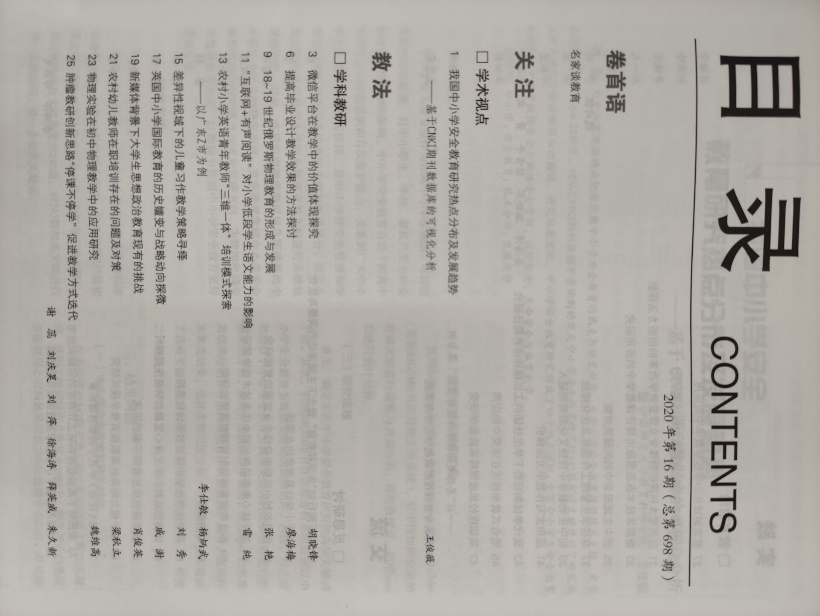 目录
CONTENTS
2020年第16期(总第698期)
卷首语
名家谈教育
关注
□ 学术视点
1 我国中小学安全教育研究热点分布及发展趋势
——基于CNKI期刊数据库的可视化分析 王俊薇
教法
□ 学科教研
3 微信平台在教学中的价值体现探究 胡晓锋
6 提高毕业设计教学效果的方法探讨 廖海梅
9 18~19世纪俄罗斯物理教育的形成与发展 张 艳
11 “互联网+有声阅读”对小学低段学生语文能力的影响 雷 纯
13 农村小学英语青年教师“三维一体”培训模式探索
——以广东Z市为例 李仕敏 杨炳武
15 差异性视域下的儿童习作教学策略寻绎 刘 秀
17 英国中小学国际教育的历史嬗变与战略动向探微 戚 谢
19 新媒体背景下大学生思想政治教育现有的挑战 肖俊英
21 农村幼儿教师在职培训存在的问题及对策 梁秋立
23 物理实验在初中物理教学中的应用研究 魏维高
25 肿瘤教研创新思路“停课不停学”促进教学方式迭代
谢 蕊 刘庆昊 刘 萍 徐海涛 薛英威 朱久新